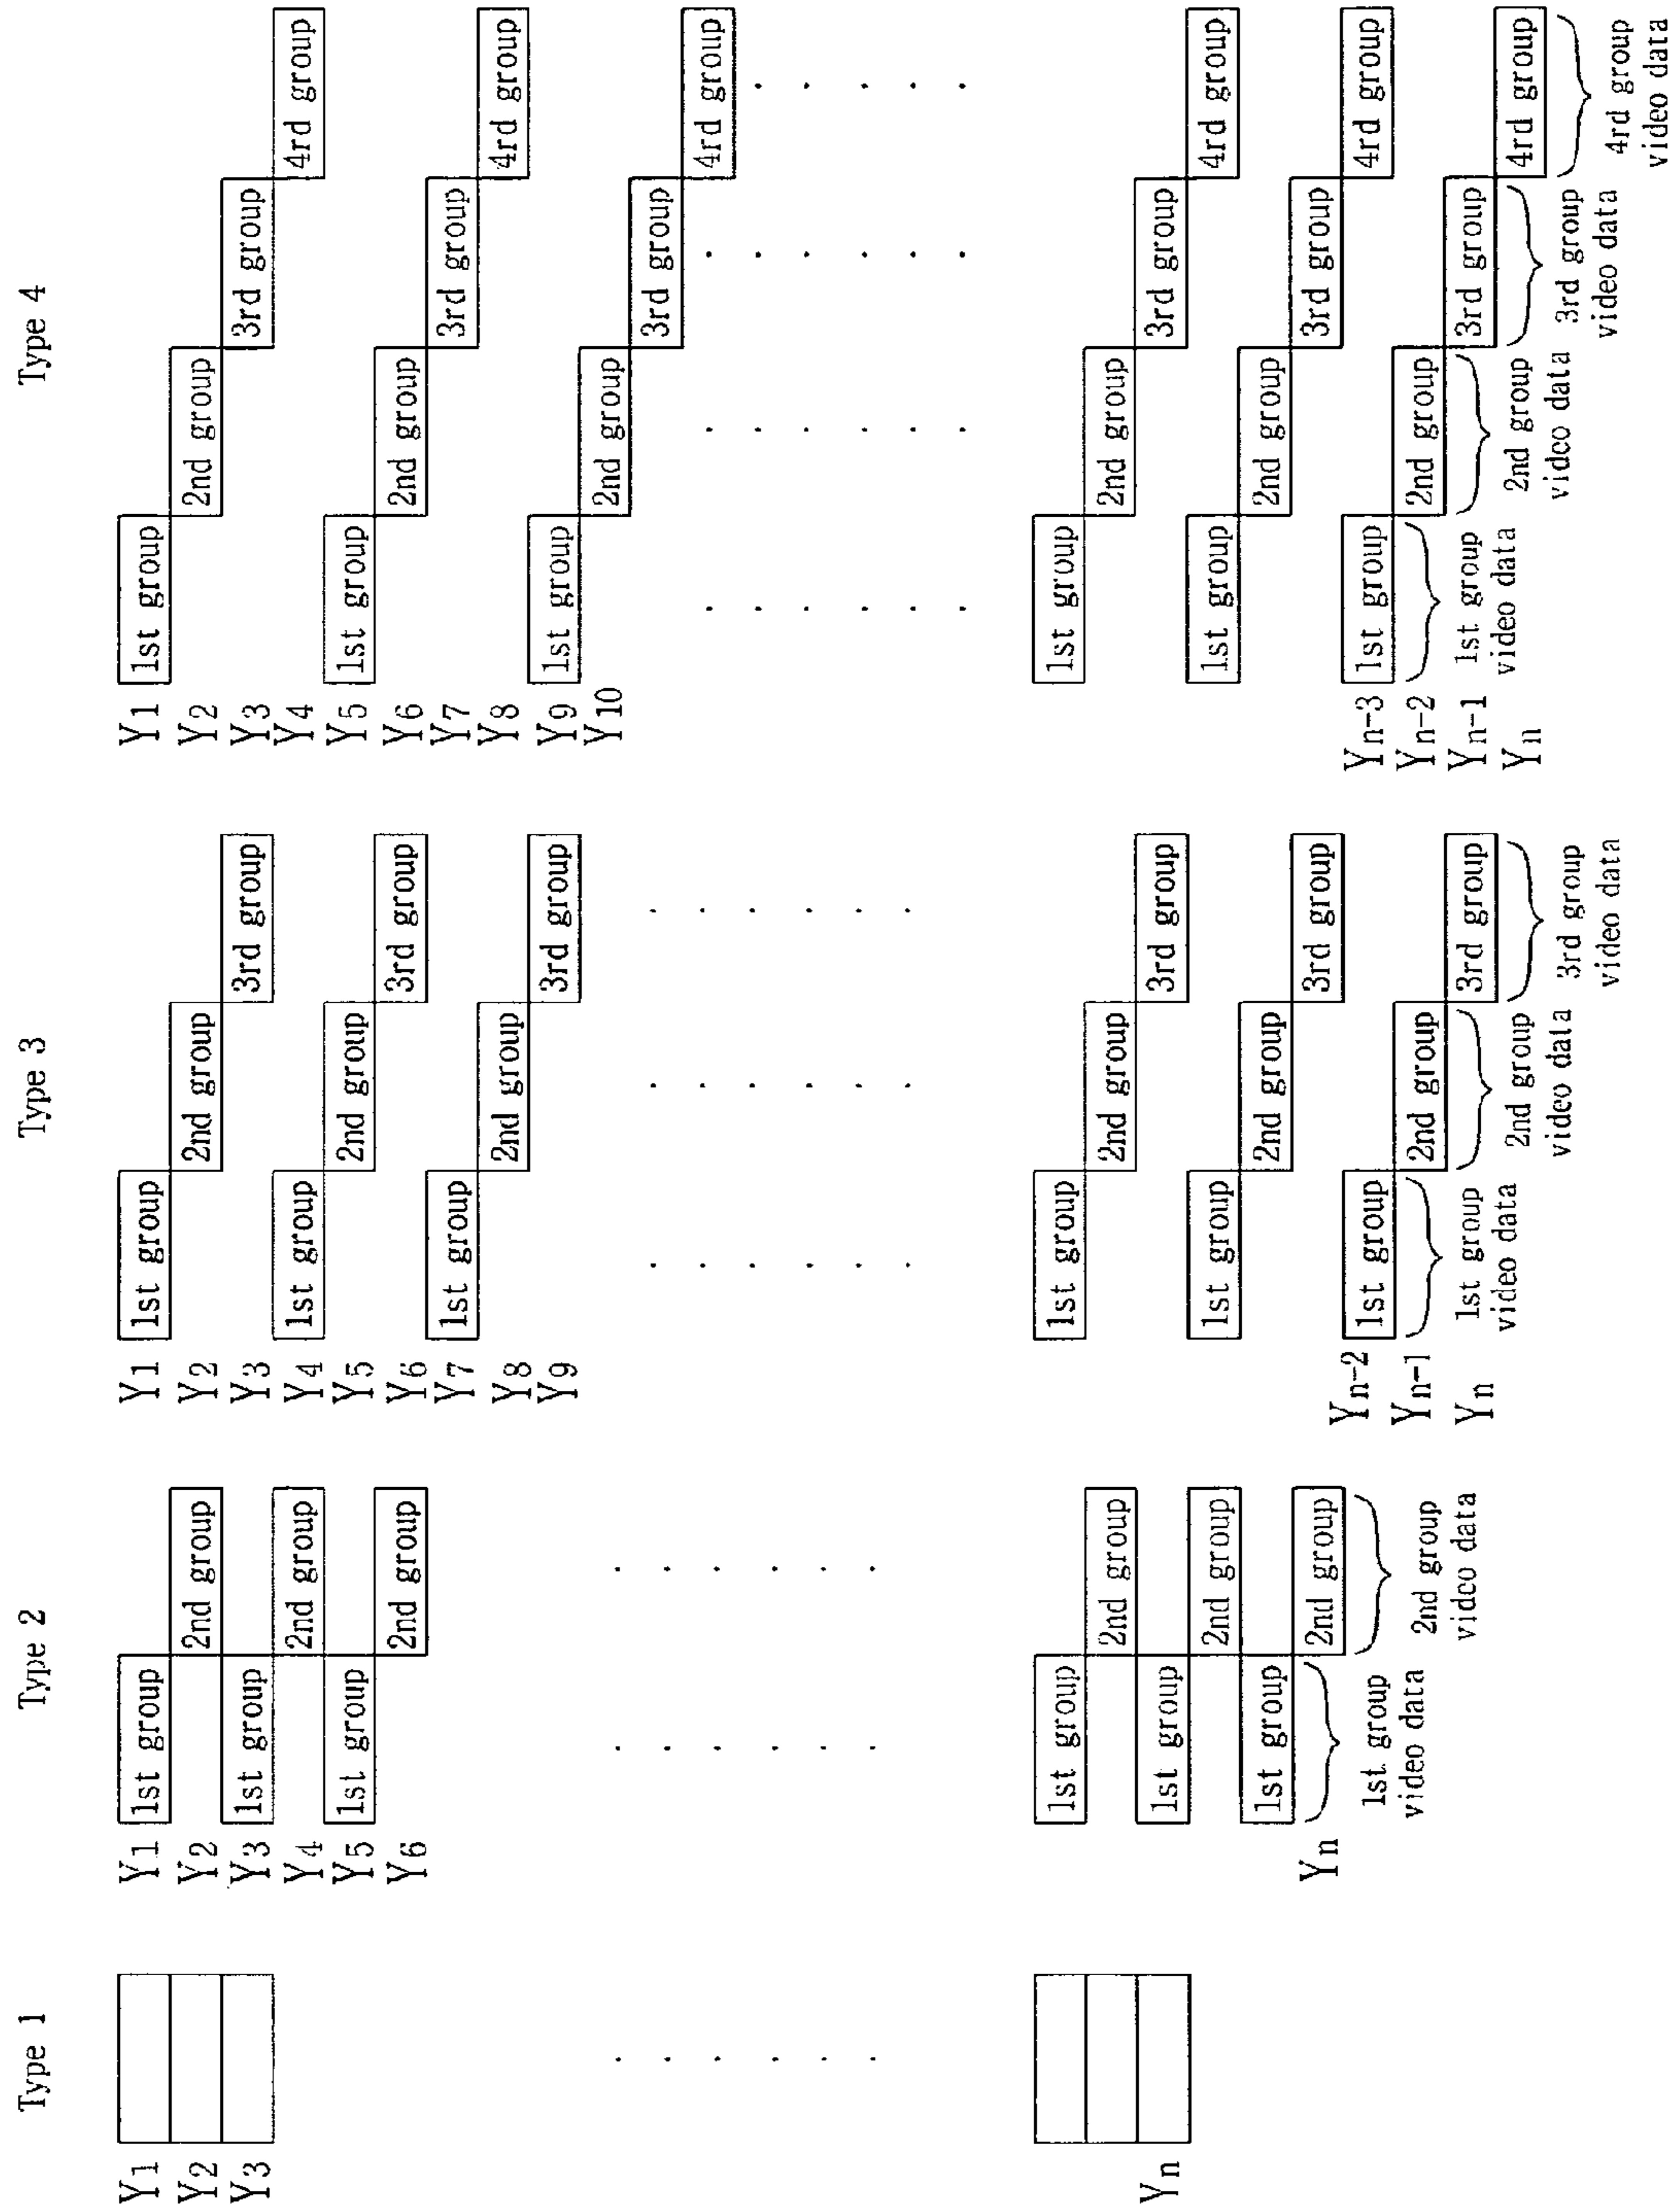 Type 1
Y1
Y2
Y3
Yn
Type 2
Y1 1st group
Y2 2nd group
Y3 1st group
Y4 2nd group
Y5 1st group
Y6 2nd group
1st group
2nd group
1st group
2nd group
1st group
Yn 2nd group
1st group
video data
2nd group
video data
Type 3
Y1 1st group
Y2 2nd group
Y3 3rd group
Y4 1st group
Y5 2nd group
Y6 3rd group
Y7 1st group
Y8 2nd group
Y9 3rd group
1st group
2nd group
3rd group
1st group
2nd group
3rd group
Yn-2 1st group
Yn-1 2nd group
Yn 3rd group
1st group
video data
2nd group
video data
3rd group
video data
Type 4
Y1 1st group
Y2 2nd group
Y3 3rd group
Y4 4rd group
Y5 1st group
Y6 2nd group
Y7 3rd group
Y8 4rd group
Y9 1st group
Y10 2nd group
3rd group
4rd group
1st group
2nd group
3rd group
4rd group
1st group
2nd group
3rd group
4rd group
Yn-3 1st group
Yn-2 2nd group
Yn-1 3rd group
Yn 4rd group
1st group
video data
2nd group
video data
3rd group
video data
4rd group
video data